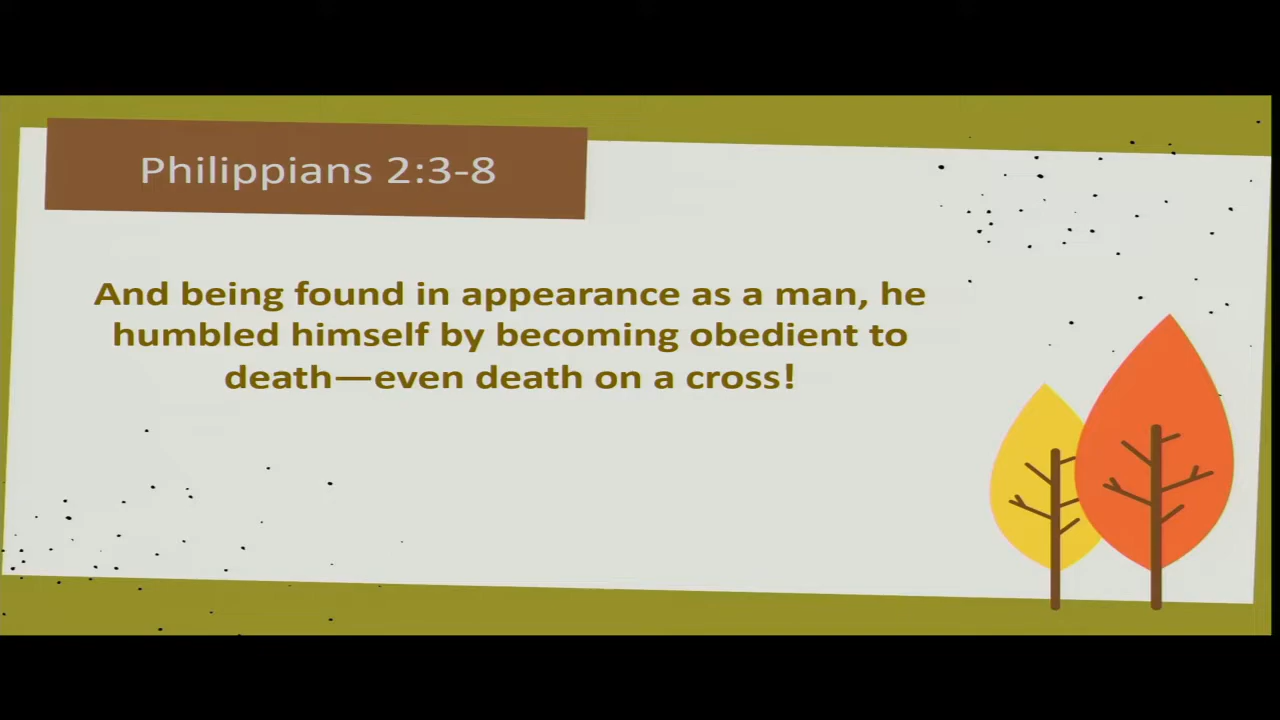 Philippians 2:3-8
And being found in appearance as a man, he
humbled himself by becoming obedient to
death—even death on a cross!